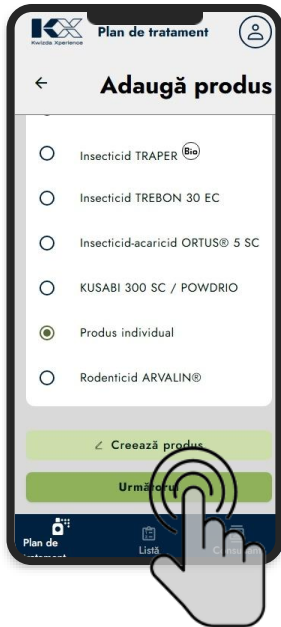 KX
Kwizda Xperience
Plan de tratament
Adaugă produs
Insecticid TRAPER Bio
Insecticid TREBON 30 EC
Insecticid-acaricid ORTUS® 5 SC
KUSABI 300 SC / POWDRIO
Produs individual
Rodenticid ARVALIN®
Creează produs
Următorul
Plan de
Listă